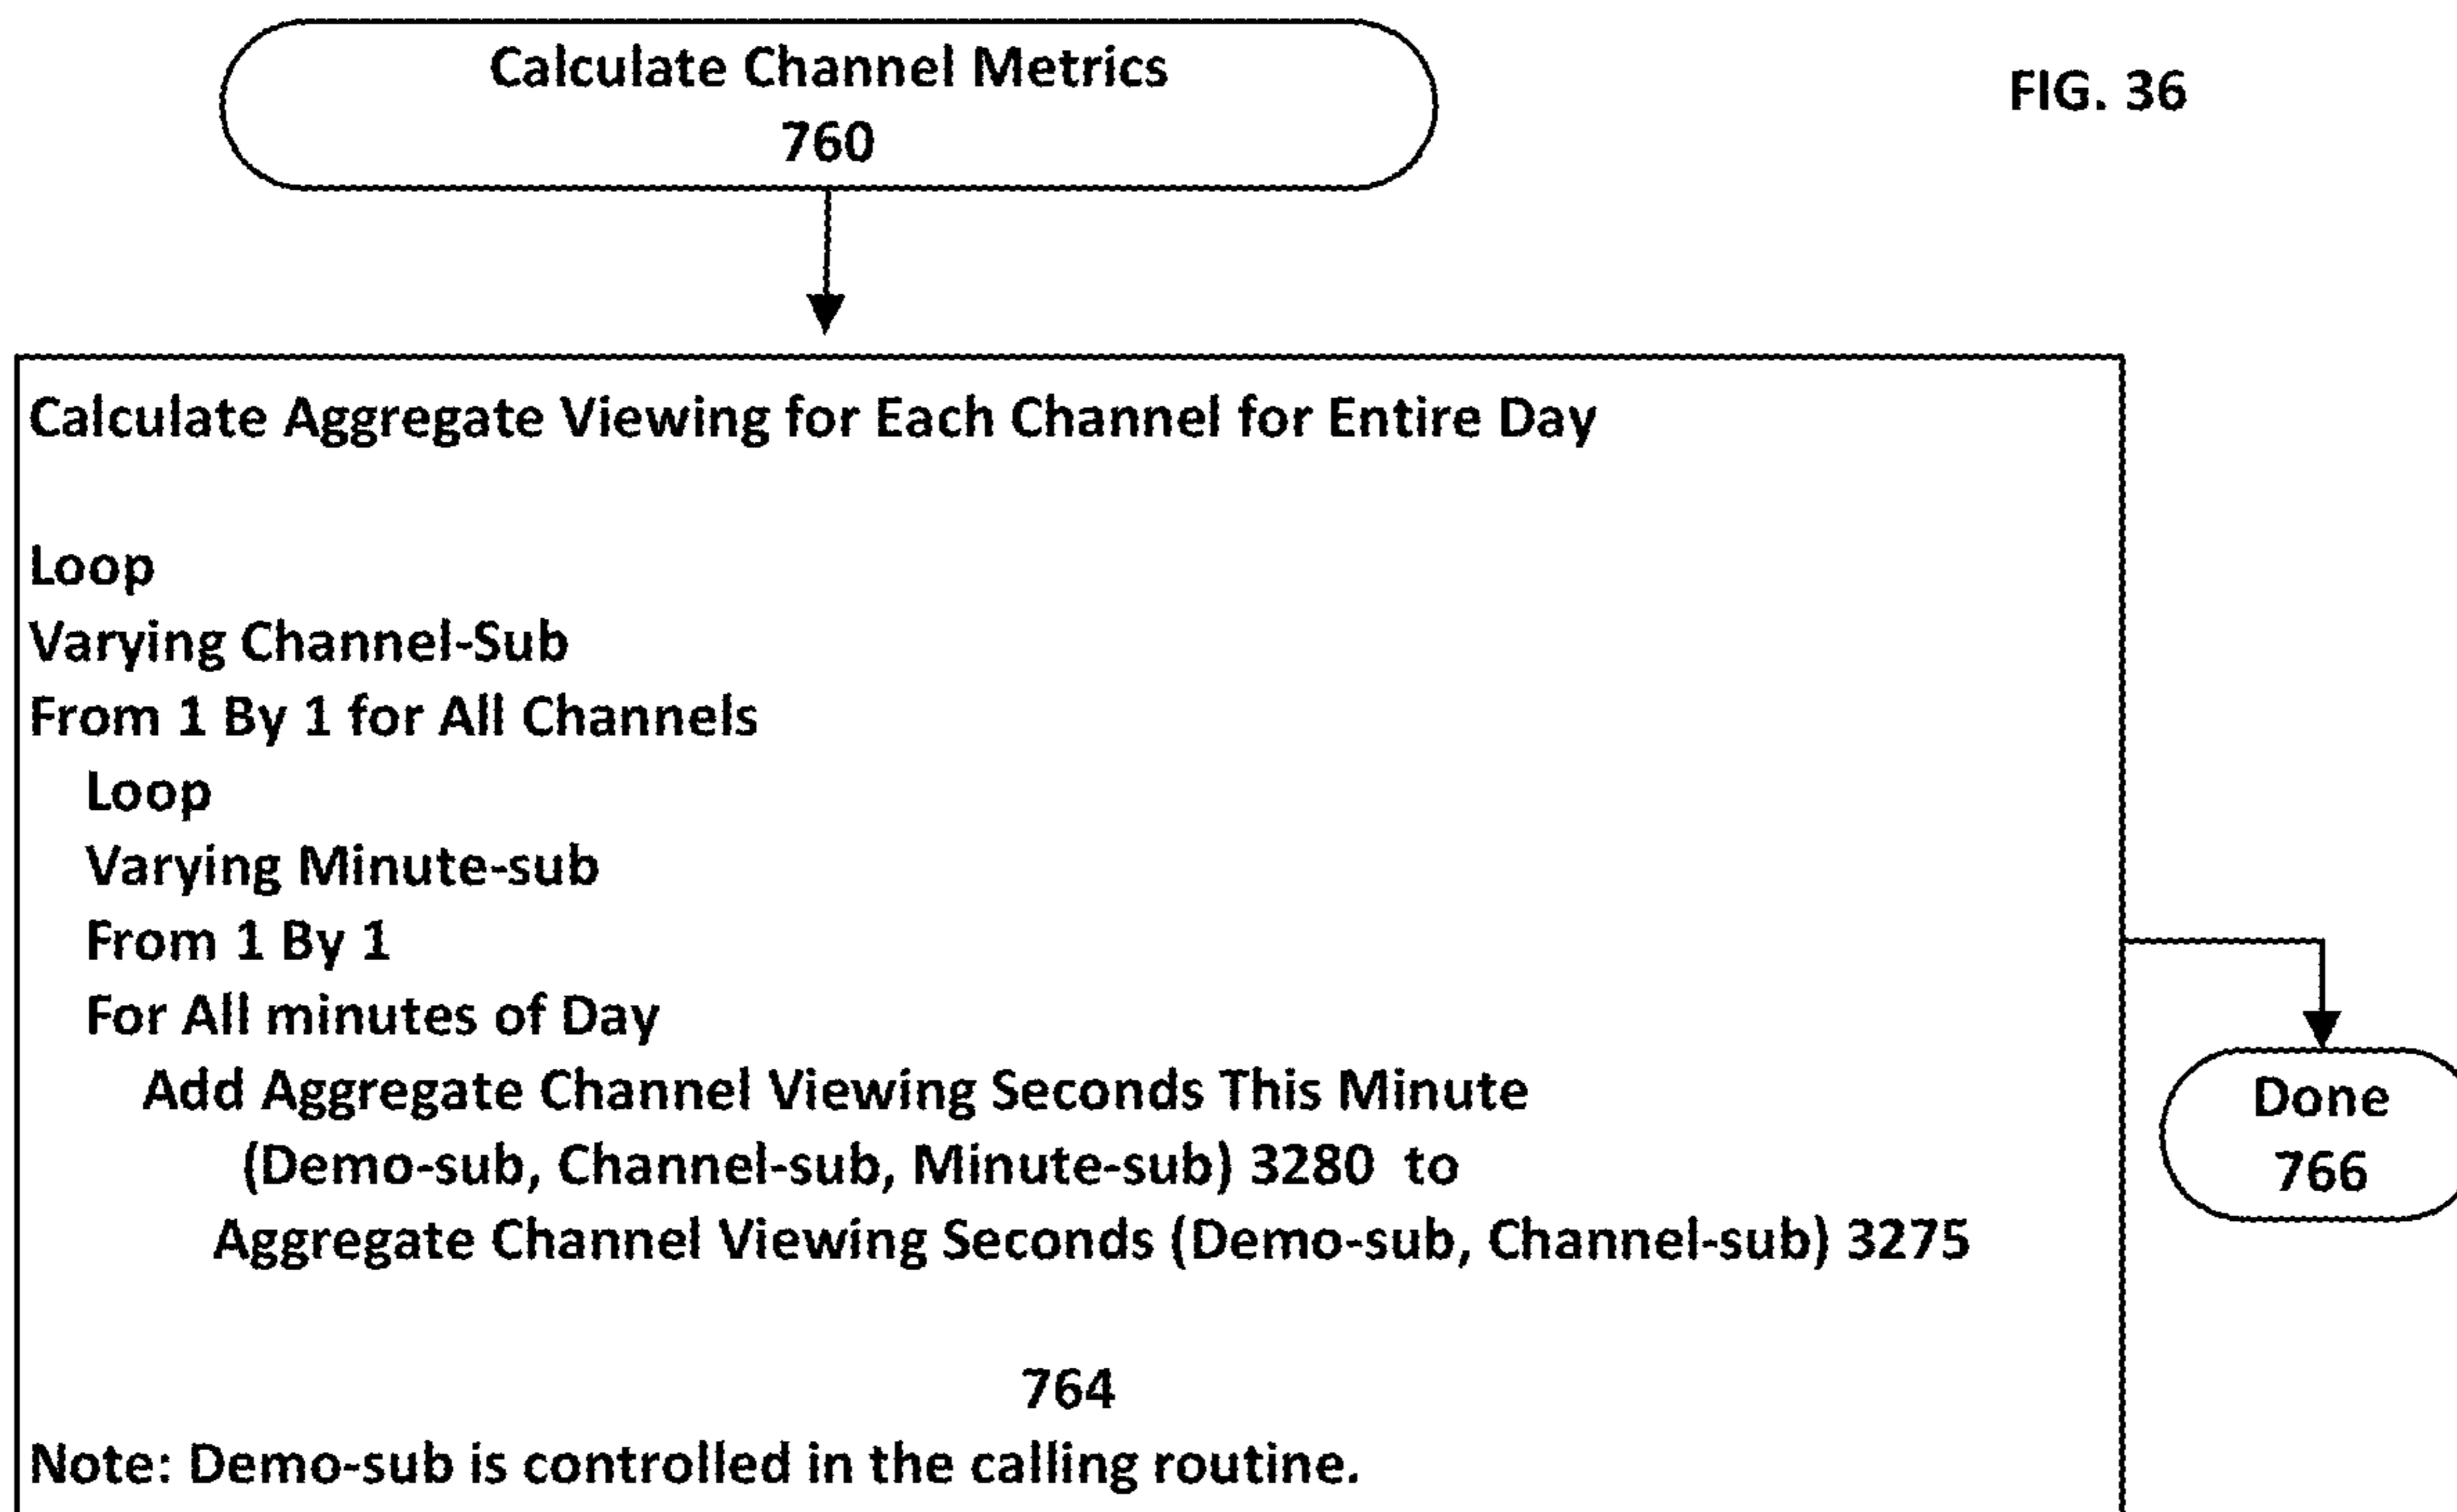 Calculate Channel Metrics
760
FIG. 36
Calculate Aggregate Viewing for Each Channel for Entire Day
Loop
Varying Channel-Sub
From 1 By 1 for All Channels
Loop
Varying Minute-sub
From 1 By 1
For All minutes of Day
Add Aggregate Channel Viewing Seconds This Minute
(Demo-sub, Channel-sub, Minute-sub) 3280 to
Aggregate Channel Viewing Seconds (Demo-sub, Channel-sub) 3275
764
Note: Demo-sub is controlled in the calling routine.
Done
766